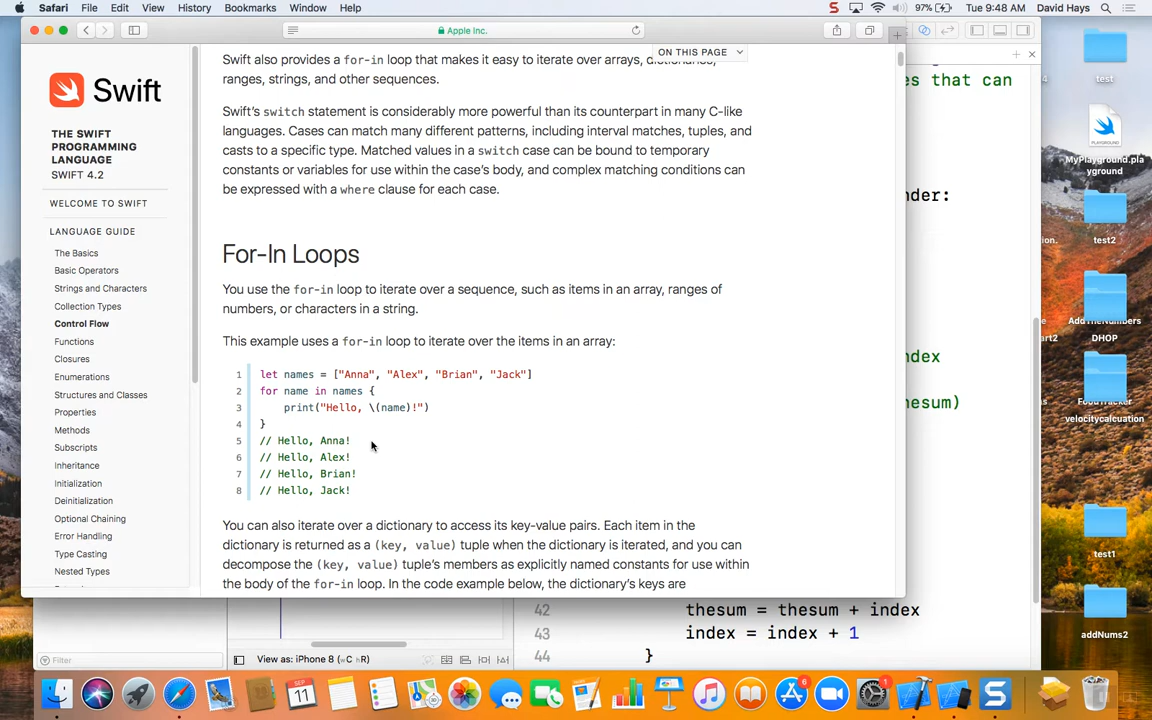 Safari File Edit View History Bookmarks Window Help
97% Tue 9:48 AM David Hays
Apple Inc.
ON THIS PAGE
Swift
THE SWIFT
PROGRAMMING
LANGUAGE
SWIFT 4.2
WELCOME TO SWIFT
LANGUAGE GUIDE
The Basics
Basic Operators
Strings and Characters
Collection Types
Control Flow
Functions
Closures
Enumerations
Structures and Classes
Properties
Methods
Subscripts
Inheritance
Initialization
Deinitialization
Optional Chaining
Error Handling
Type Casting
Nested Types
Swift also provides a for-in loop that makes it easy to iterate over arrays, dictionaries,
ranges, strings, and other sequences.
Swift's switch statement is considerably more powerful than its counterpart in many C-like
languages. Cases can match many different patterns, including interval matches, tuples, and
casts to a specific type. Matched values in a switch case can be bound to temporary
constants or variables for use within the case's body, and complex matching conditions can
be expressed with a where clause for each case.
For-In Loops
You use the for-in loop to iterate over a sequence, such as items in an array, ranges of
numbers, or characters in a string.
This example uses a for-in loop to iterate over the items in an array:
1 let names = ["Anna", "Alex", "Brian", "Jack"]
2 for name in names {
3 print("Hello, \(name)!")
4 }
5 // Hello, Anna!
6 // Hello, Alex!
7 // Hello, Brian!
8 // Hello, Jack!
You can also iterate over a dictionary to access its key-value pairs. Each item in the
dictionary is returned as a (key, value) tuple when the dictionary is iterated, and you can
decompose the (key, value) tuple's members as explicitly named constants for use within
the body of the for-in loop. In the code example below, the dictionary's keys are
es that can
nder:
ndex
hesum)
42 thesum = thesum + index
43 index = index + 1
44 }
Filter
View as: iPhone 8 (wC hR)
test
PLAYGROUND
MyPlayground.pla
yground
test2
DHOP
velocitycalcuation
test1
addNums2
SEP
11
6
1